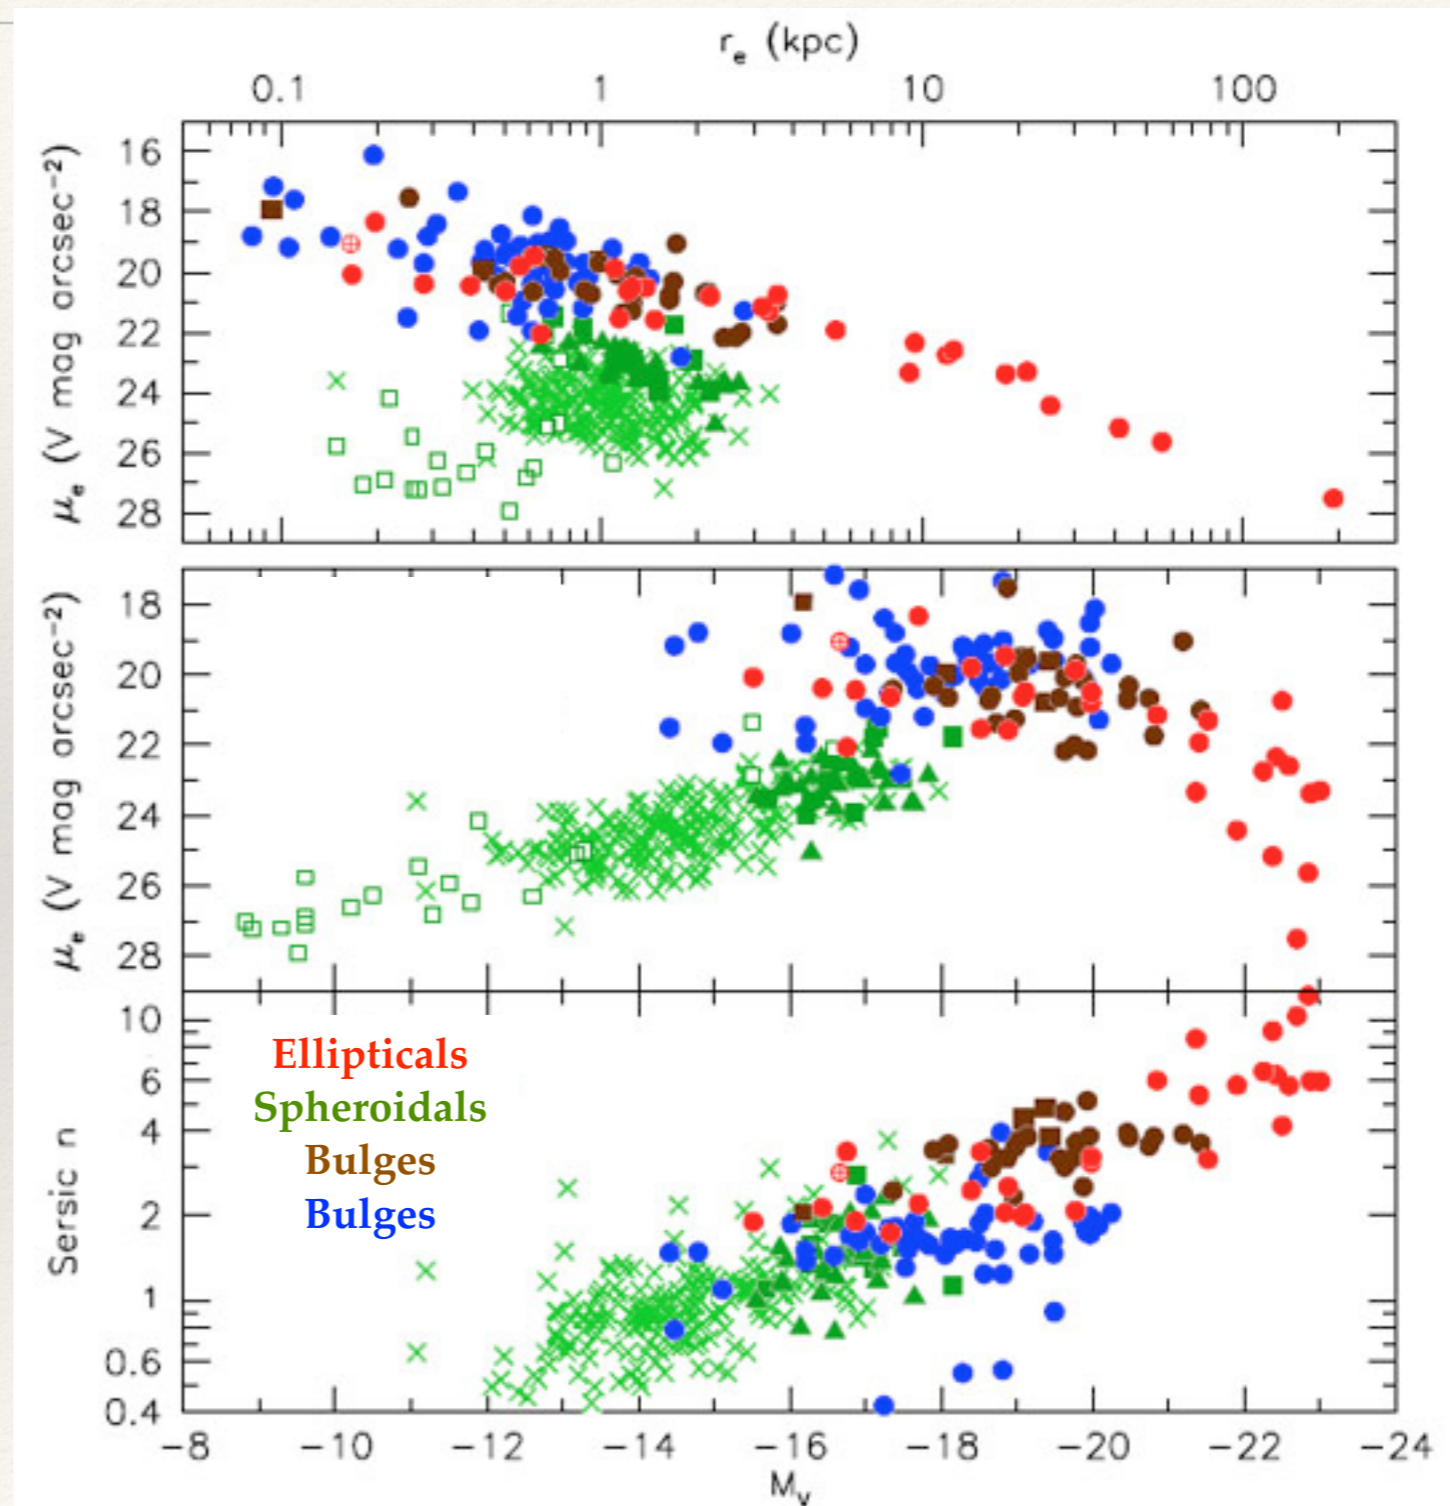 r_e (kpc)
0.1 1 10 100
μ_e (V mag arcsec⁻²)
16
18
20
22
24
26
28
μ_e (V mag arcsec⁻²)
18
20
22
24
26
28
Sersic n
10
6
4
2
1
0.6
0.4
Ellipticals
Spheroidals
Bulges
Bulges
−8 −10 −12 −14 −16 −18 −20 −22 −24
M_V